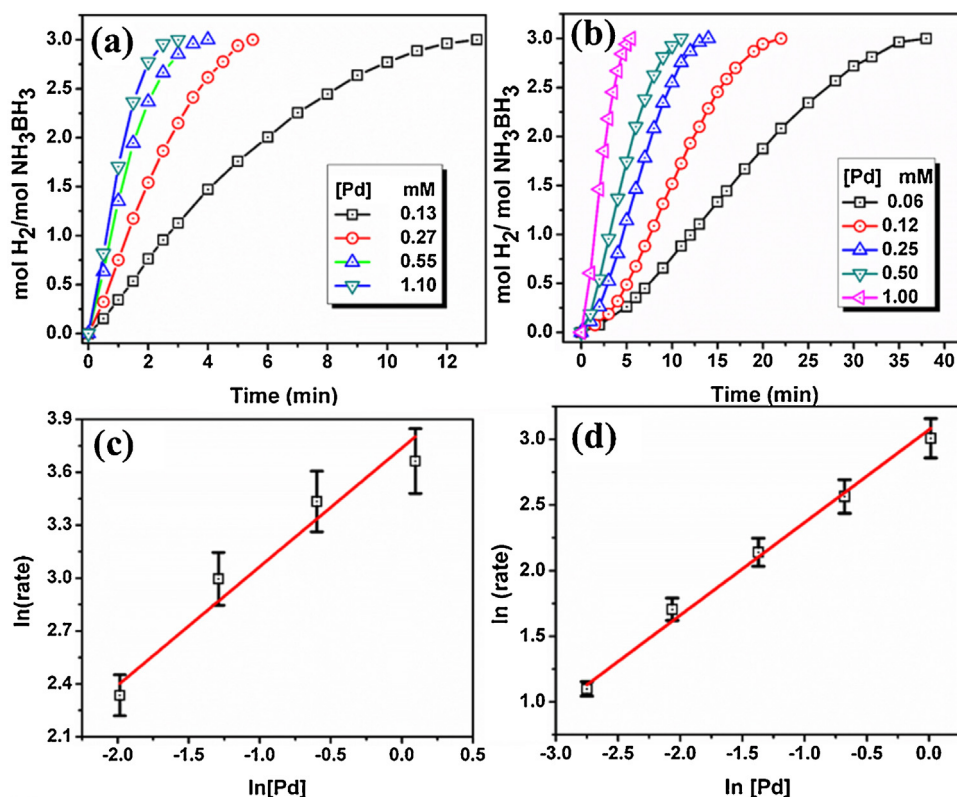 (a)
mol H2/mol NH3BH3
3.0
2.5
2.0
1.5
1.0
0.5
0.0
[Pd] mM
0.13
0.27
0.55
1.10
0 2 4 6 8 10 12
Time (min)
(b)
mol H2/ mol NH3BH3
3.0
2.5
2.0
1.5
1.0
0.5
0.0
[Pd] mM
0.06
0.12
0.25
0.50
1.00
0 5 10 15 20 25 30 35 40
Time (min)
(c)
ln(rate)
3.9
3.6
3.3
3.0
2.7
2.4
2.1
-2.0 -1.5 -1.0 -0.5 0.0 0.5
ln[Pd]
(d)
ln (rate)
3.0
2.5
2.0
1.5
1.0
-3.0 -2.5 -2.0 -1.5 -1.0 -0.5 0.0
ln [Pd]